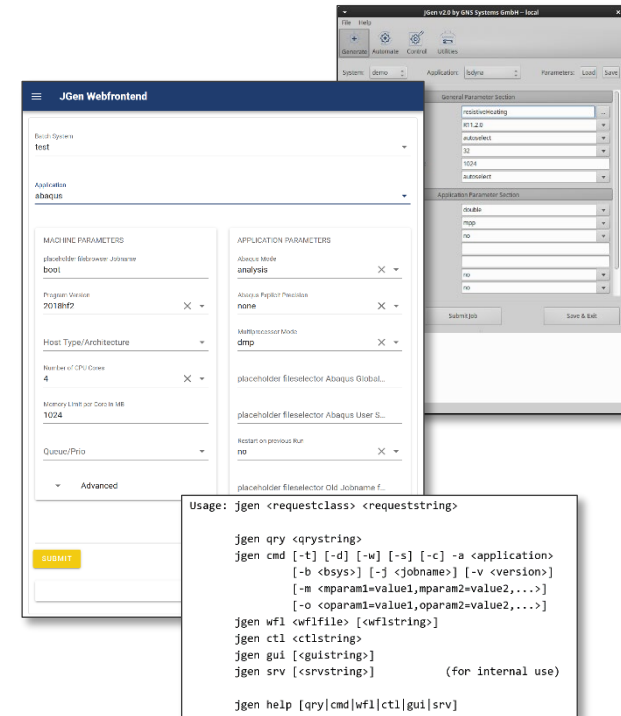 JGen v2.0 by GNS Systems GmbH – local
File Help
Generate Automate Control Utilities
System: demo Application: lsdyna Parameters: Load Save
General Parameter Section
resistiveHeating ...
R11.2.0
autoselect
32
1024
autoselect
Application Parameter Section
double
mpp
no
no
no
Submit Job Save & Exit
JGen Webfrontend
Batch System
test
Application
abaqus
MACHINE PARAMETERS
placeholder filebrowser Jobname
boot
Program Version
2018hf2
Host Type/Architecture
Number of CPU Cores
4
Memory Limit per Core in MB
1024
Queue/Prio
Advanced
APPLICATION PARAMETERS
Abaqus Mode
analysis
Abaqus Explicit Precision
none
Multiprocessor Mode
dmp
placeholder fileselector Abaqus Global...
placeholder fileselector Abaqus User S...
Restart on previous Run
no
placeholder fileselector Old Jobname f...
SUBMIT
Usage: jgen <requestclass> <requeststring>
jgen qry <qrystring>
jgen cmd [-t] [-d] [-w] [-s] [-c] -a <application>
[-b <bsys>] [-j <jobname>] [-v <version>]
[-m <mparam1=value1,mparam2=value2,...>]
[-o <oparam1=value1,oparam2=value2,...>]
jgen wfl <wflfile> [<wflstring>]
jgen ctl <ctlstring>
jgen gui [<guistring>]
jgen srv [<srvstring>] (for internal use)
jgen help [qry|cmd|wfl|ctl|gui|srv]